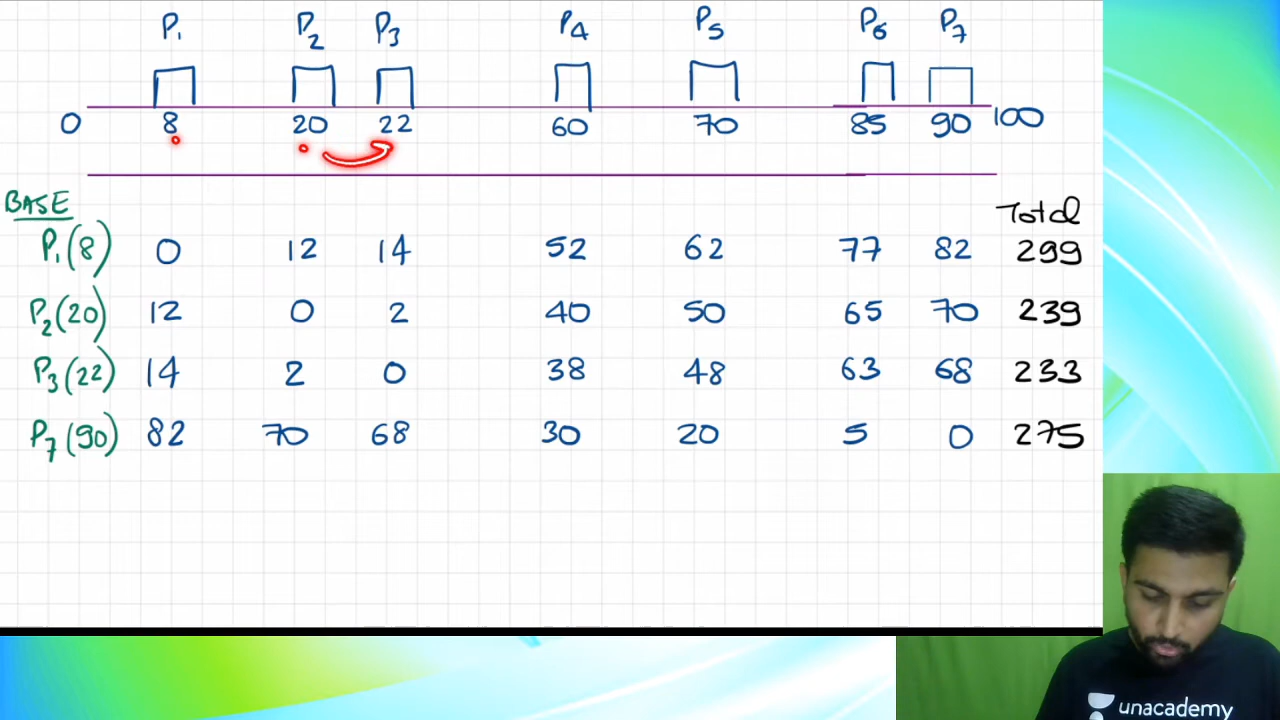 P1 P2 P3 P4 P5 P6 P7
0 8 20 22 60 70 85 90 100
BASE Total
P1(8) 0 12 14 52 62 77 82 299
P2(20) 12 0 2 40 50 65 70 239
P3(22) 14 2 0 38 48 63 68 233
P7(90) 82 70 68 30 20 5 0 275
unacademy